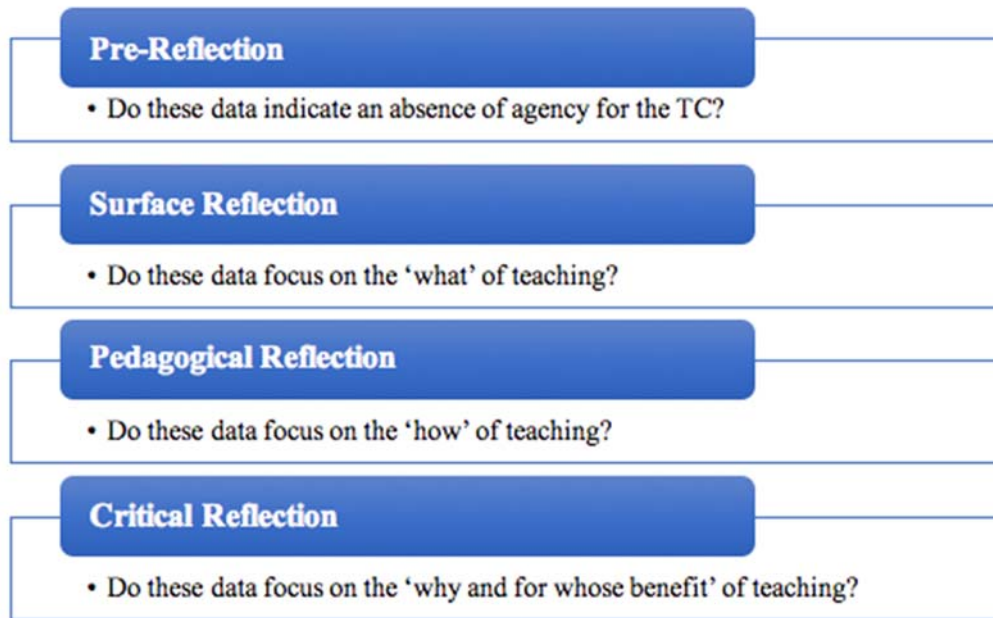 Pre-Reflection
• Do these data indicate an absence of agency for the TC?
Surface Reflection
• Do these data focus on the ‘what’ of teaching?
Pedagogical Reflection
• Do these data focus on the ‘how’ of teaching?
Critical Reflection
• Do these data focus on the ‘why and for whose benefit’ of teaching?